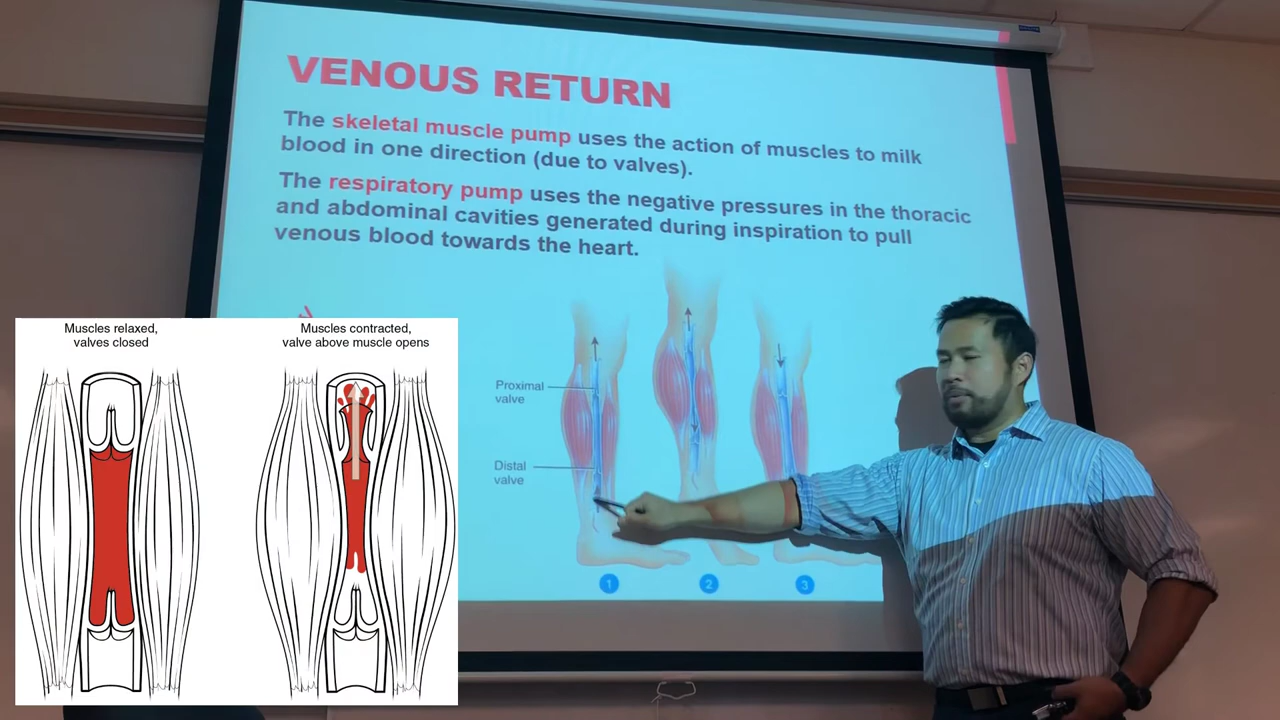 VENOUS RETURN
The skeletal muscle pump uses the action of muscles to milk
blood in one direction (due to valves).
The respiratory pump uses the negative pressures in the thoracic
and abdominal cavities generated during inspiration to pull
venous blood towards the heart.
Muscles relaxed,
valves closed
Muscles contracted,
valve above muscle opens
Proximal
valve
Distal
valve
1
2
3